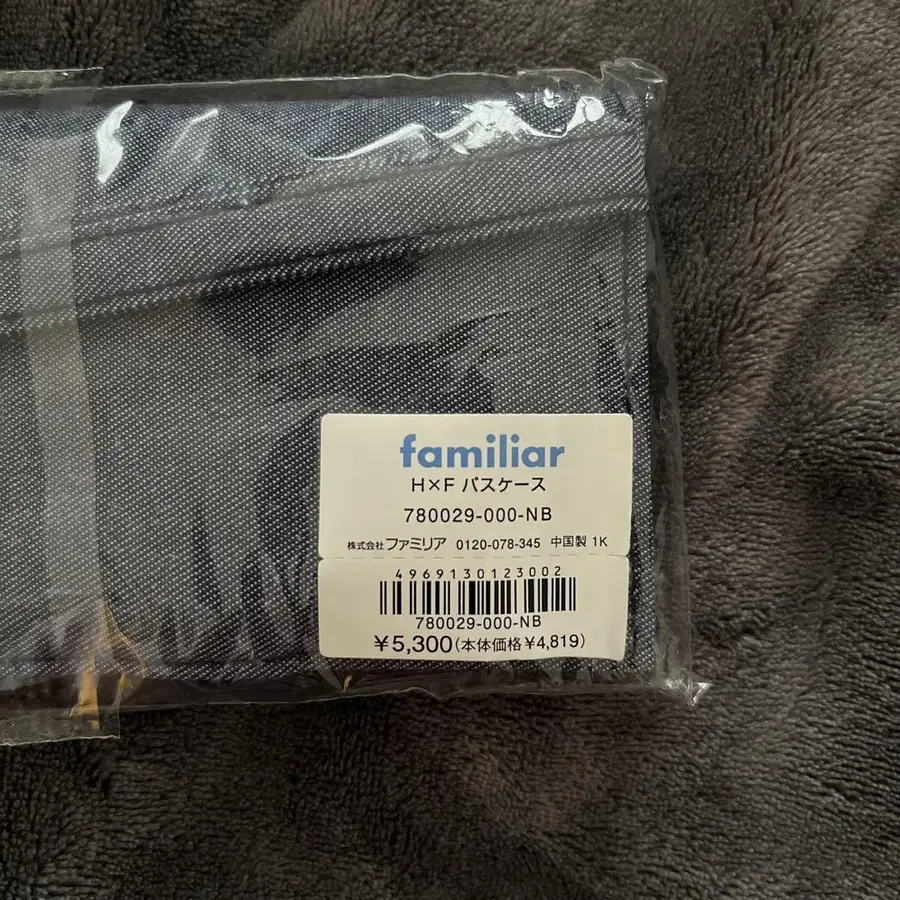 familiar
H×F パスケース
780029-000-NB
株式会社ファミリア 0120-078-345 中国製 1K
4969130123002
780029-000-NB
¥5,300(本体価格¥4,819)